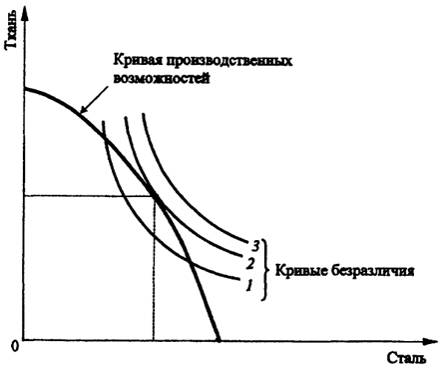 Ткань
Кривая производственных
возможностей
3
2
1
Кривые безразличия
0
Сталь